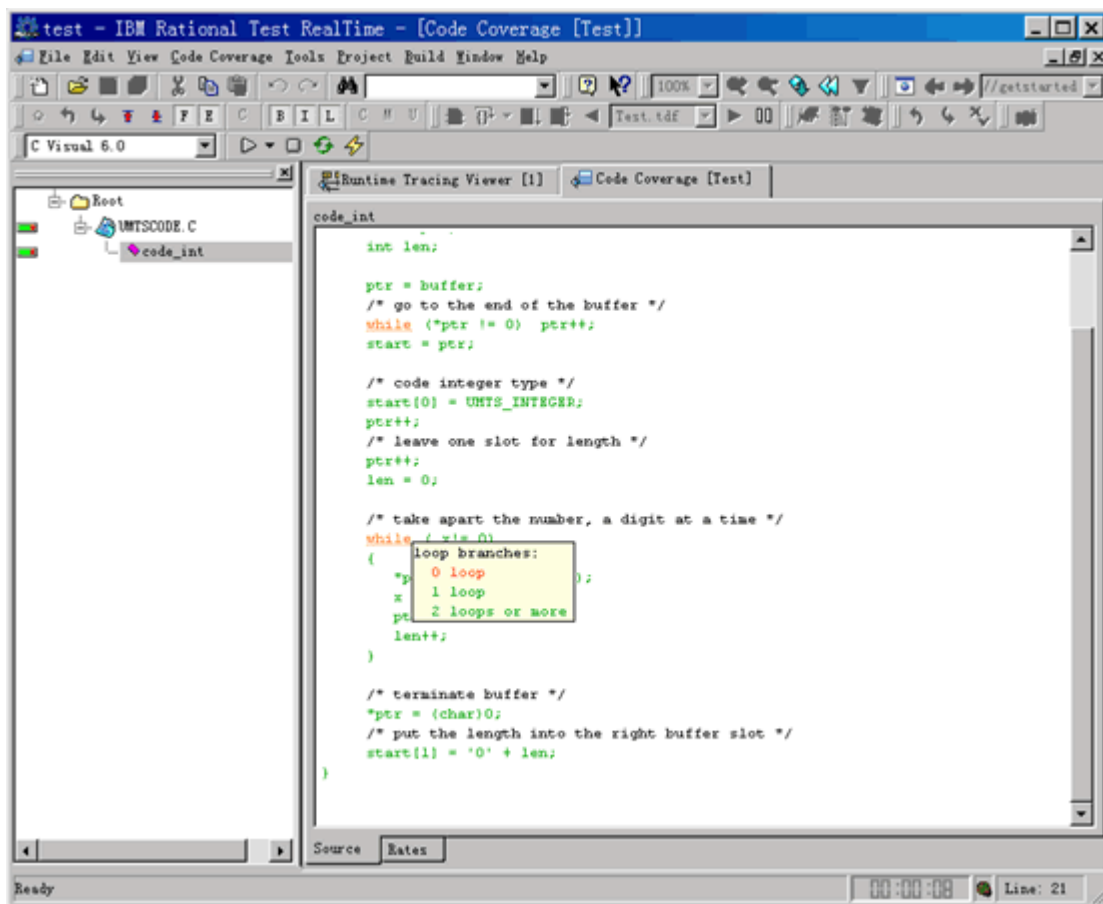 test - IBM Rational Test RealTime - [Code Coverage [Test]]
File Edit View Code Coverage Tools Project Build Window Help
100% //getstarted
F E C B I L C M U Test.tdf
C Visual 6.0
Root
UMTSCODE.C
code_int
Runtime Tracing Viewer [1] Code Coverage [Test]
code_int
int len;
ptr = buffer;
/* go to the end of the buffer */
while (*ptr != 0) ptr++;
start = ptr;
/* code integer type */
start[0] = UMTS_INTEGER;
ptr++;
/* leave one slot for length */
ptr++;
len = 0;
/* take apart the number, a digit at a time */
while ( x!= 0)
{
loop branches:
0 loop
1 loop
2 loops or more
*p );
x
pt
len++;
}
/* terminate buffer */
*ptr = (char)0;
/* put the length into the right buffer slot */
start[1] = '0' + len;
}
Source Rates
Ready 00:00:08 Line: 21